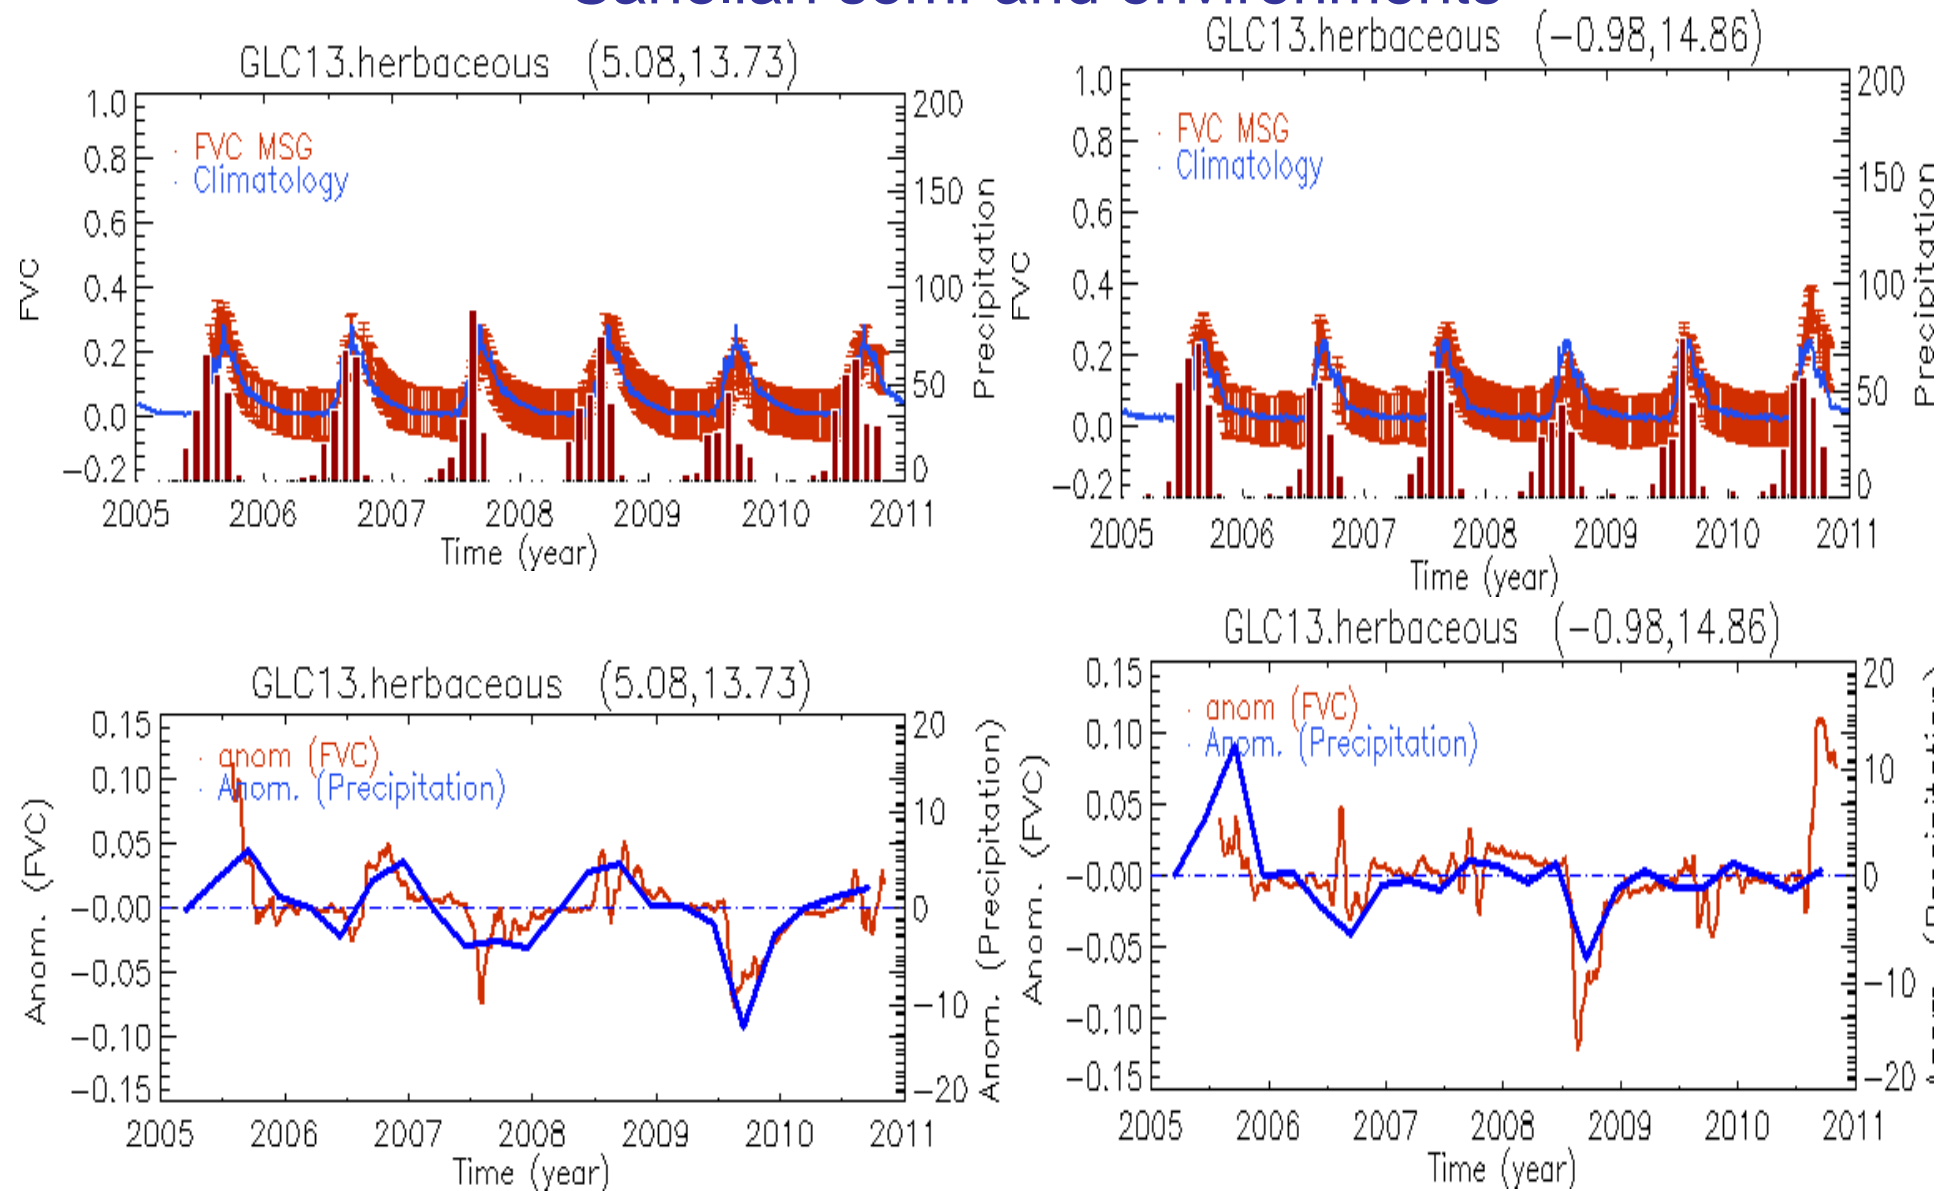 GLC13.herbaceous (5.08,13.73)
1.0
0.8
0.6
0.4
0.2
0.0
-0.2
FVC
FVC MSG
Climatology
200
150
100
50
0
Precipitation
2005 2006 2007 2008 2009 2010 2011
Time (year)
GLC13.herbaceous (-0.98,14.86)
1.0
0.8
0.6
0.4
0.2
0.0
-0.2
FVC
FVC MSG
Climatology
200
150
100
50
0
Precipitation
2005 2006 2007 2008 2009 2010 2011
Time (year)
GLC13.herbaceous (5.08,13.73)
0.15
0.10
0.05
-0.00
-0.05
-0.10
-0.15
Anom. (FVC)
anom (FVC)
Anom. (Precipitation)
20
10
0
-10
-20
Anom. (Precipitation)
2005 2006 2007 2008 2009 2010 2011
Time (year)
GLC13.herbaceous (-0.98,14.86)
0.15
0.10
0.05
-0.00
-0.05
-0.10
-0.15
Anom. (FVC)
anom (FVC)
Anom. (Precipitation)
20
10
0
-10
-20
2005 2006 2007 2008 2009 2010 2011
Time (year)